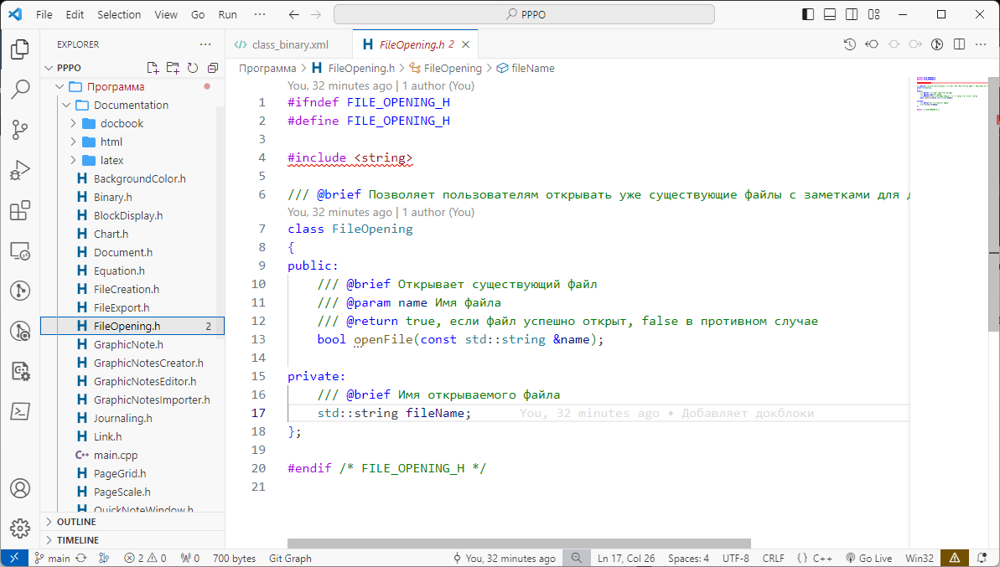 File Edit Selection View Go Run ··· PPPO
EXPLORER ···
PPPO
Программа
Documentation
docbook
html
latex
BackgroundColor.h
Binary.h
BlockDisplay.h
Chart.h
Document.h
Equation.h
FileCreation.h
FileExport.h
FileOpening.h 2
GraphicNote.h
GraphicNotesCreator.h
GraphicNotesEditor.h
GraphicNotesImporter.h
Journaling.h
Link.h
main.cpp
PageGrid.h
PageScale.h
QuickNoteWindow.h
OUTLINE
TIMELINE
class_binary.xml H FileOpening.h 2
Программа > H FileOpening.h > FileOpening > fileName
You, 32 minutes ago | 1 author (You)
1 #ifndef FILE_OPENING_H
2 #define FILE_OPENING_H
3
4 #include <string>
5
6 /// @brief Позволяет пользователям открывать уже существующие файлы с заметками для
You, 32 minutes ago | 1 author (You)
7 class FileOpening
8 {
9 public:
10 /// @brief Открывает существующий файл
11 /// @param name Имя файла
12 /// @return true, если файл успешно открыт, false в противном случае
13 bool openFile(const std::string &name);
14
15 private:
16 /// @brief Имя открываемого файла
17 std::string fileName; You, 32 minutes ago • Добавляет докблоки
18 };
19
20 #endif /* FILE_OPENING_H */
21
main 2 0 0 700 bytes Git Graph You, 32 minutes ago Ln 17, Col 26 Spaces: 4 UTF-8 CRLF {} C++ Go Live Win32